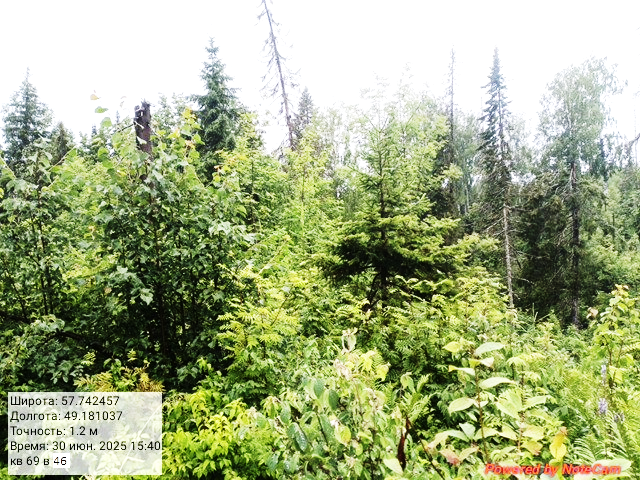 Широта: 57.742457
Долгота: 49.181037
Точность: 1.2 м
Время: 30 июн. 2025 15:40
кв 69 в 46
Powered by NoteCam